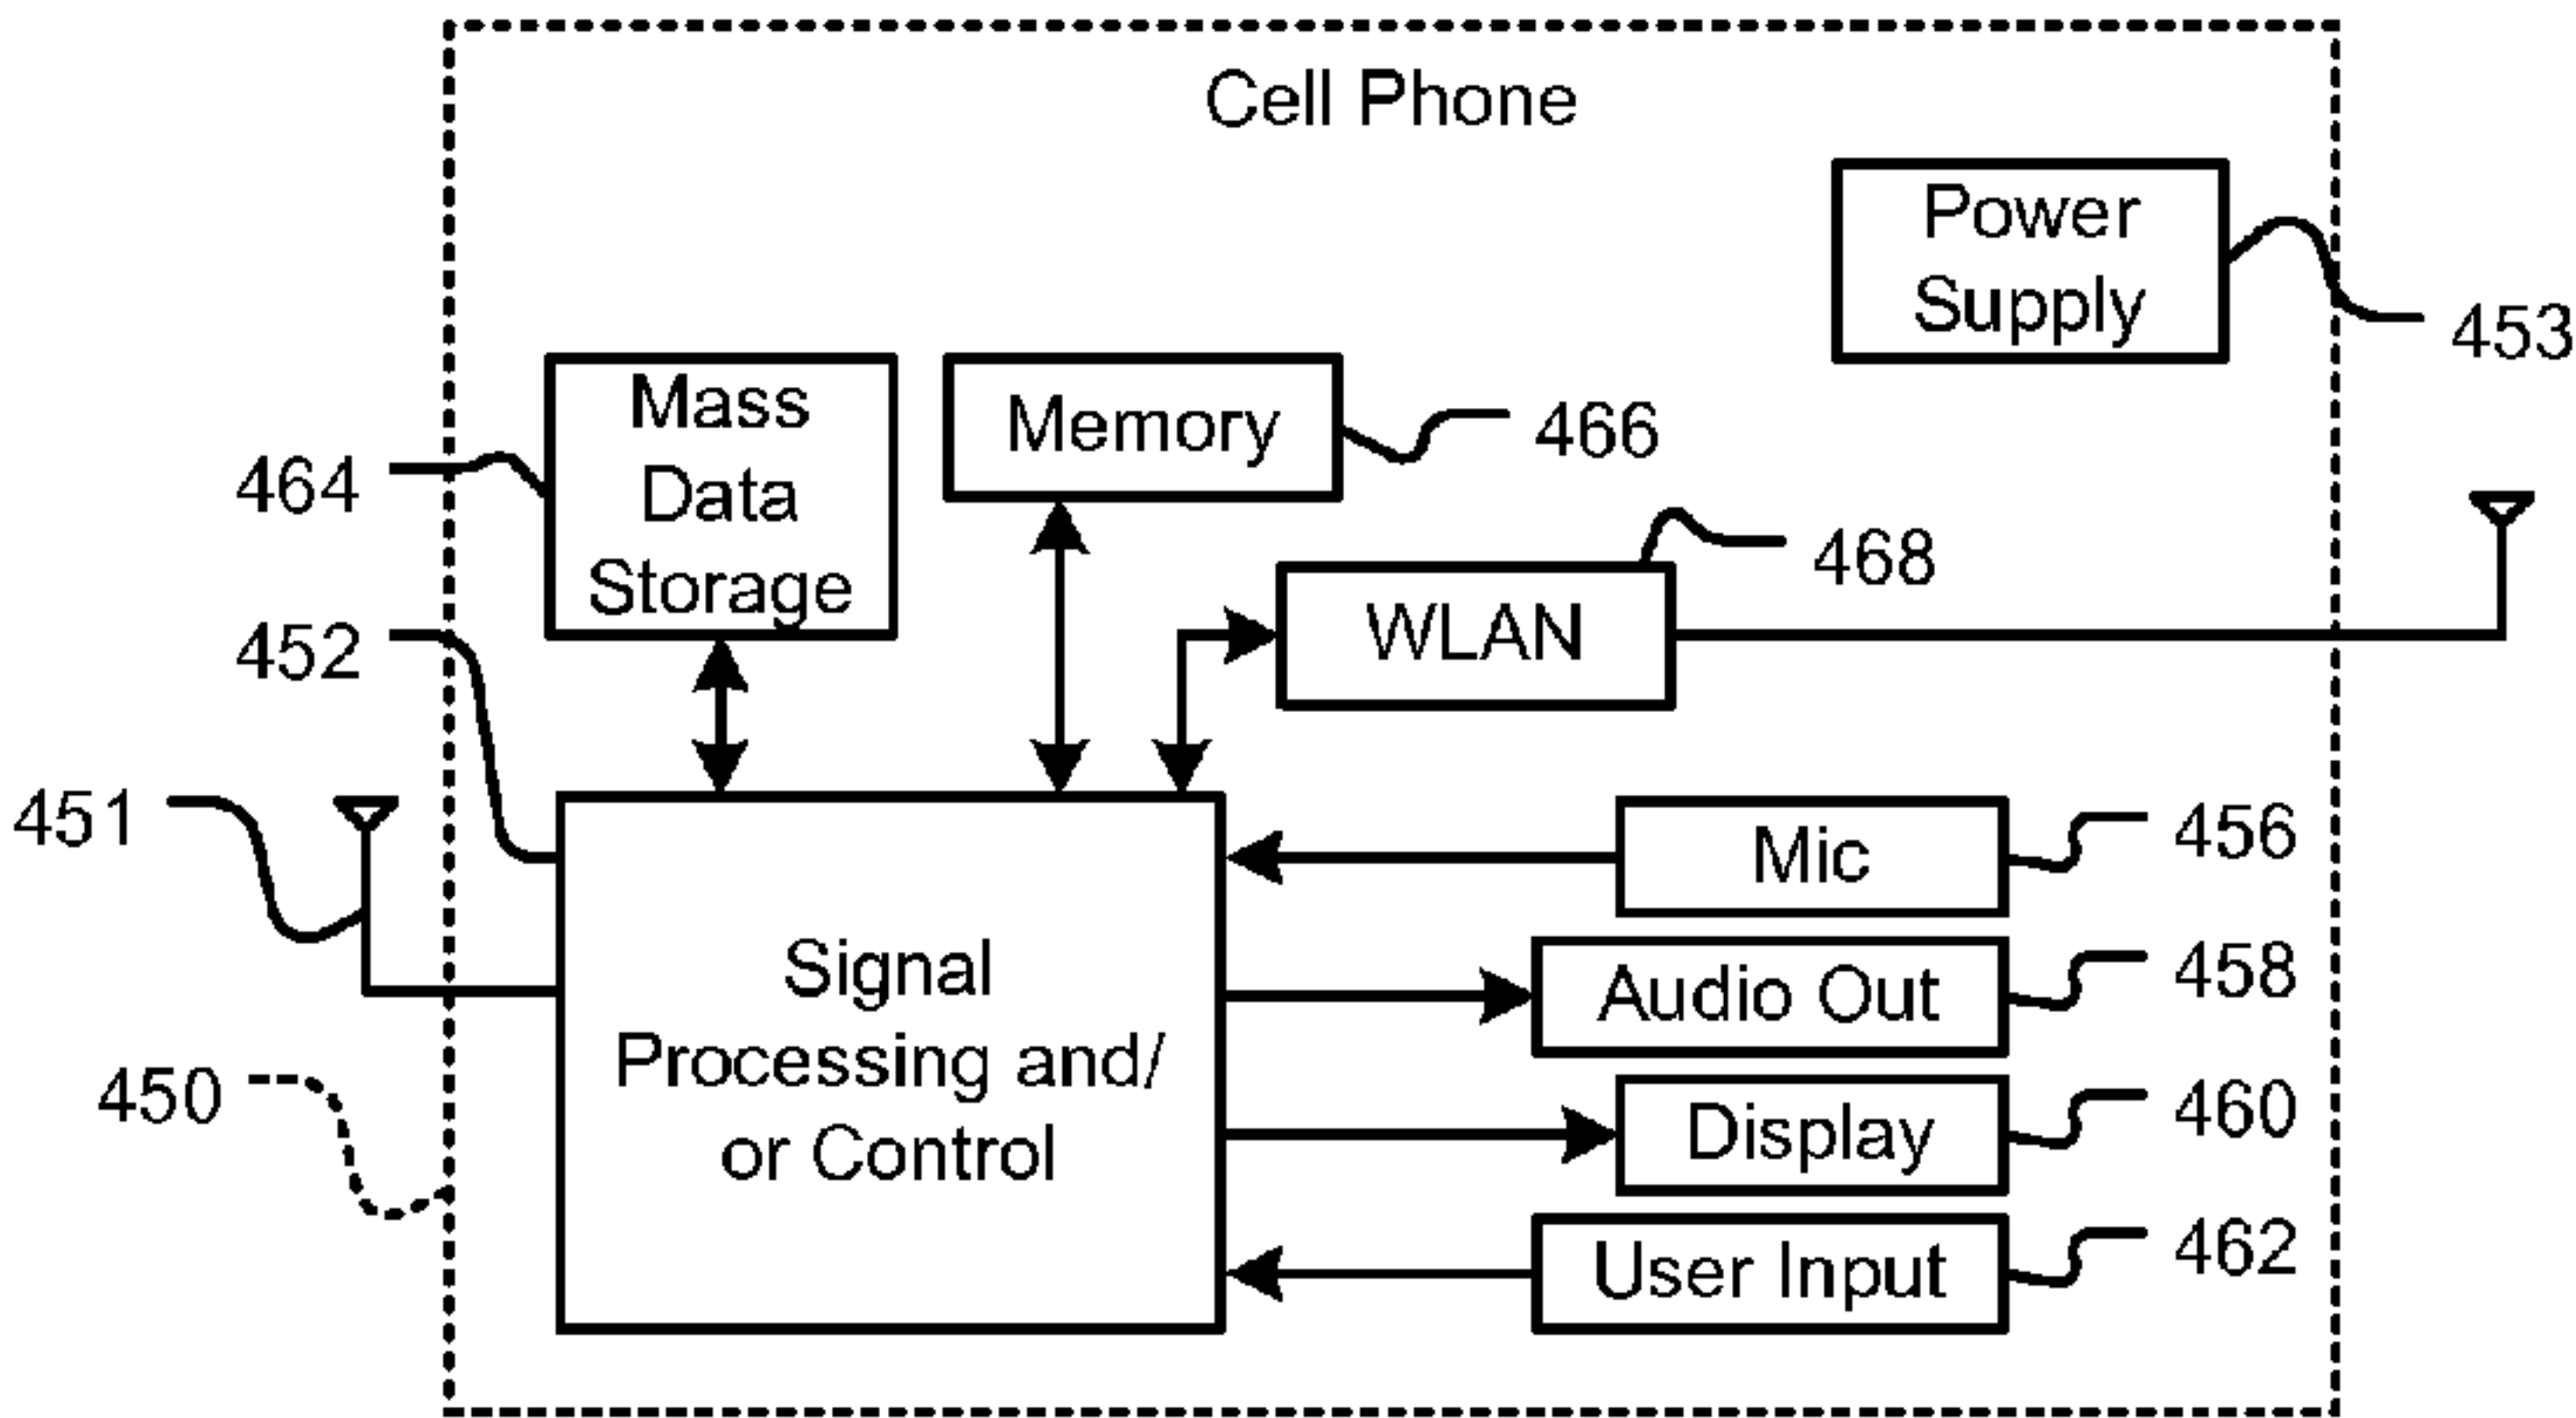 Cell Phone
Power
Supply
453
Mass
Data
Storage
464
Memory
466
WLAN
468
452
451
450
Signal
Processing and/
or Control
Mic
456
Audio Out
458
Display
460
User Input
462